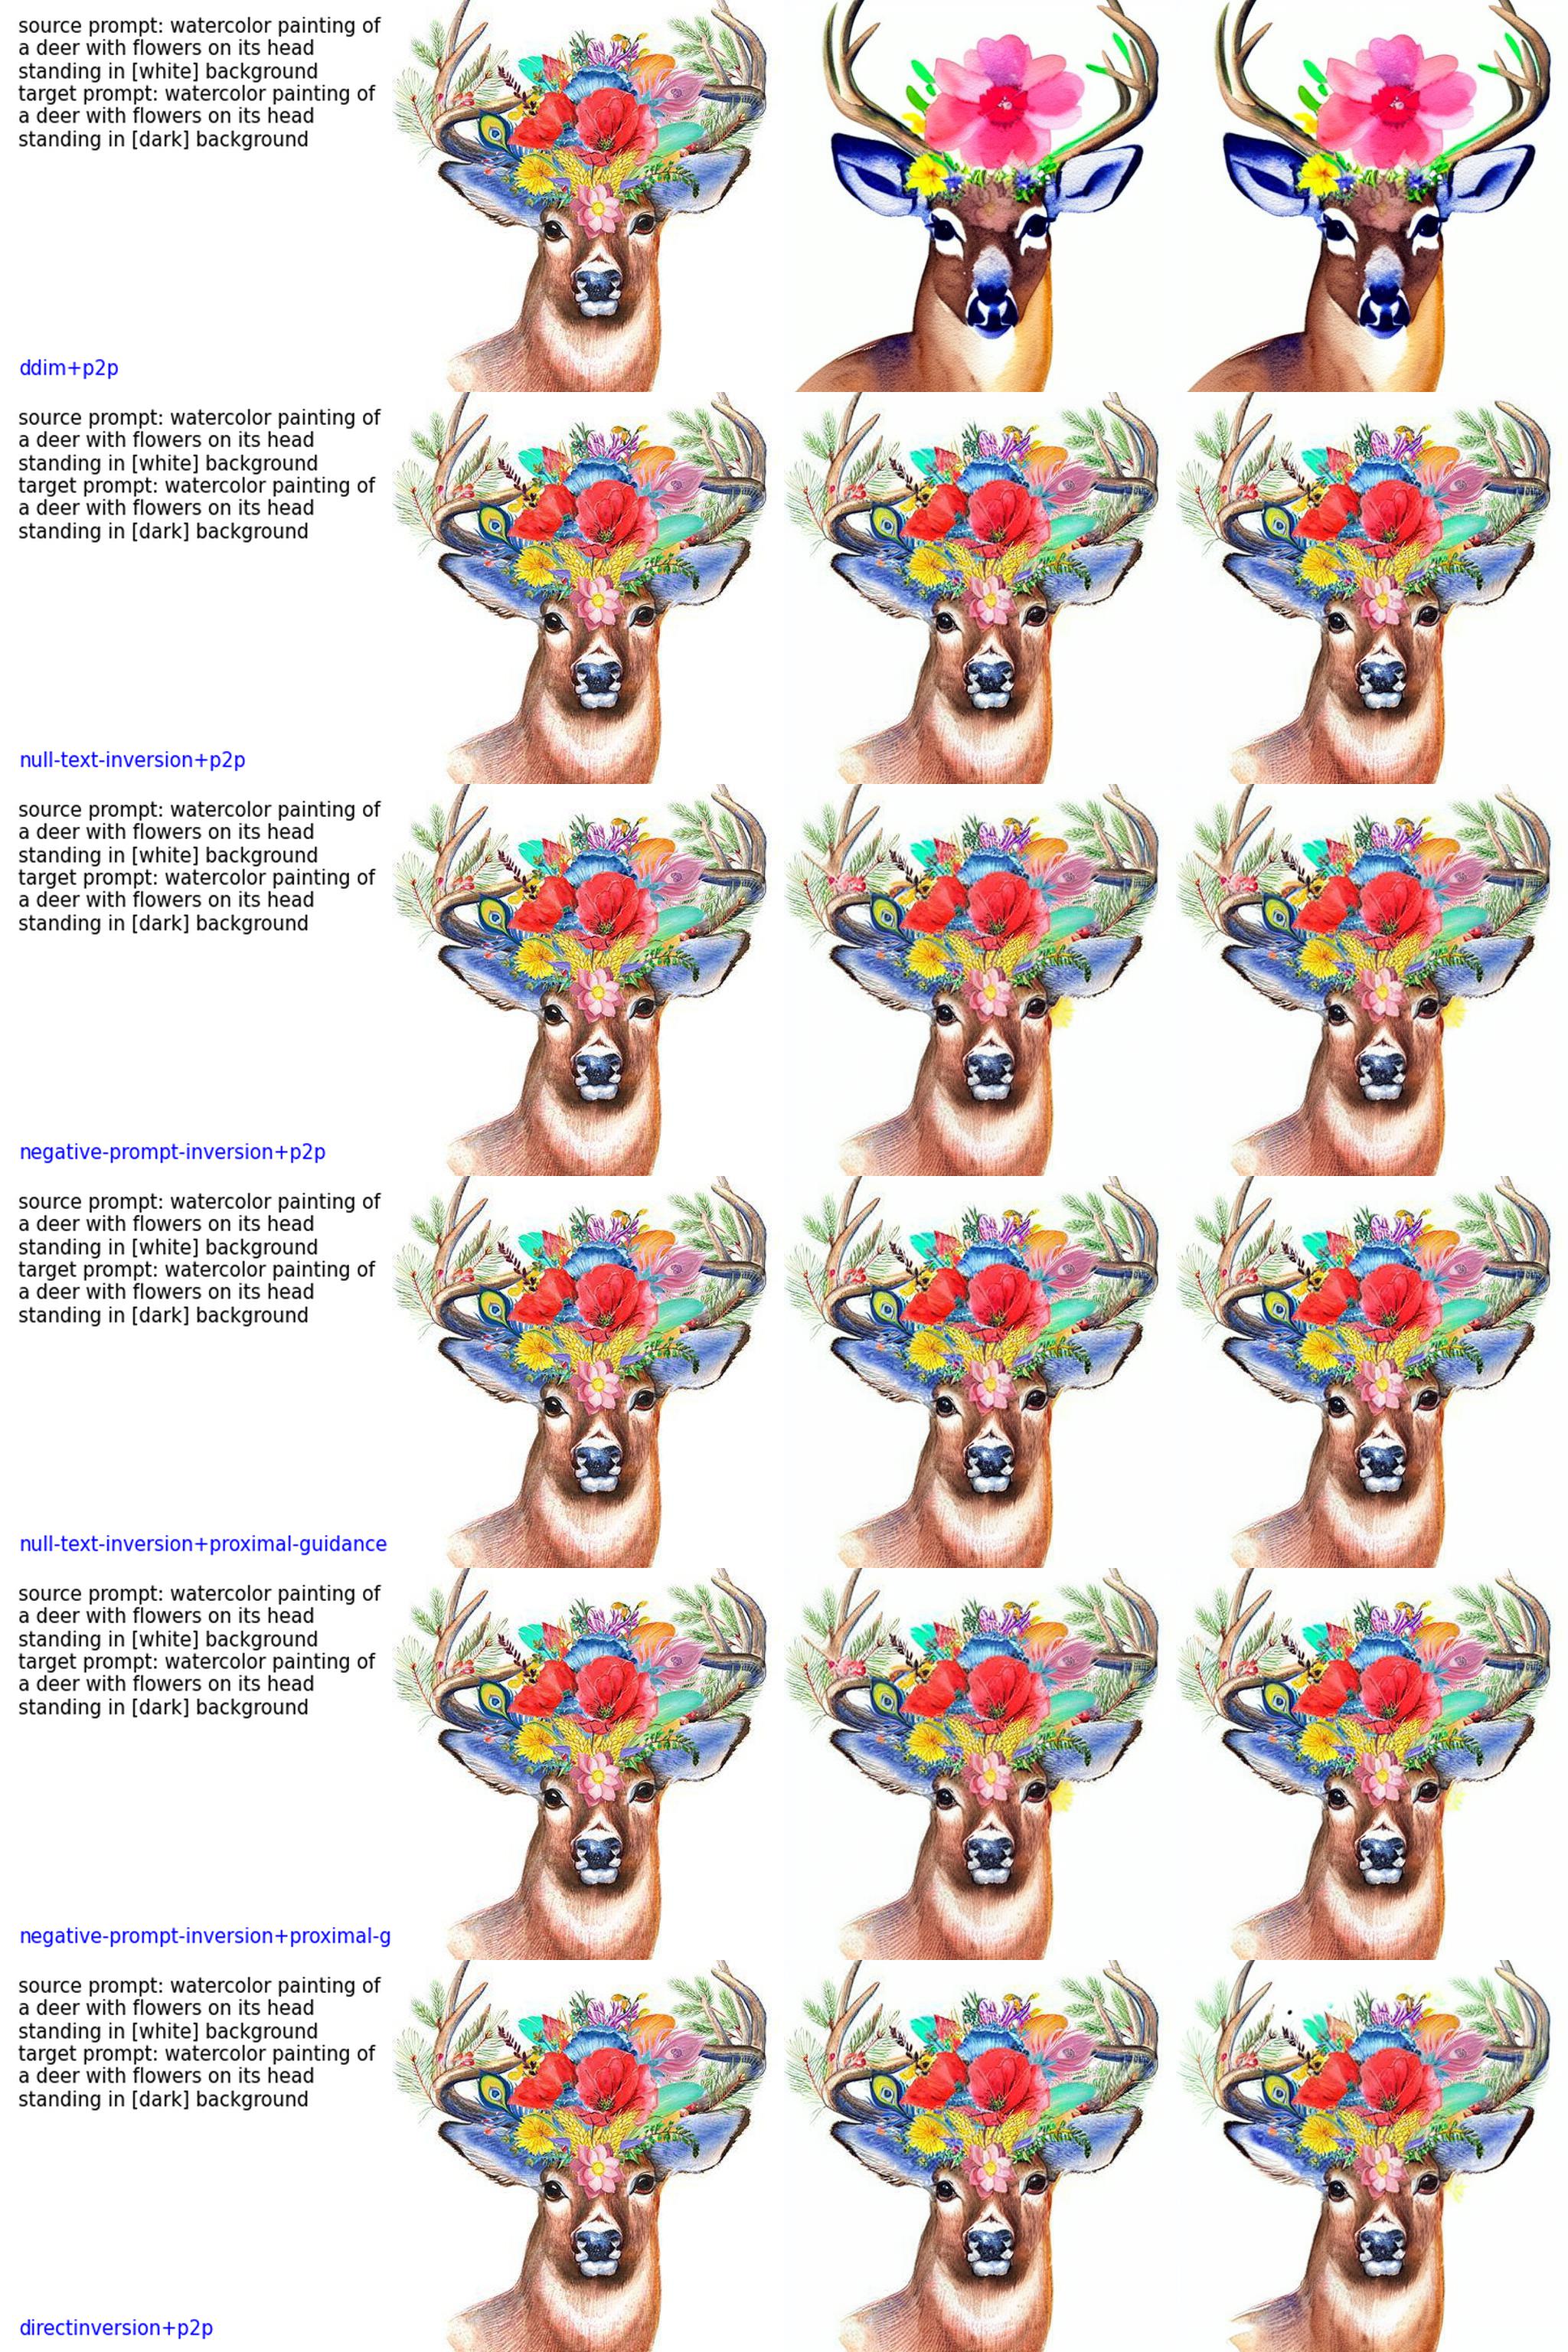 source prompt: watercolor painting of
a deer with flowers on its head
standing in [white] background
target prompt: watercolor painting of
a deer with flowers on its head
standing in [dark] background
ddim+p2p
source prompt: watercolor painting of
a deer with flowers on its head
standing in [white] background
target prompt: watercolor painting of
a deer with flowers on its head
standing in [dark] background
null-text-inversion+p2p
source prompt: watercolor painting of
a deer with flowers on its head
standing in [white] background
target prompt: watercolor painting of
a deer with flowers on its head
standing in [dark] background
negative-prompt-inversion+p2p
source prompt: watercolor painting of
a deer with flowers on its head
standing in [white] background
target prompt: watercolor painting of
a deer with flowers on its head
standing in [dark] background
null-text-inversion+proximal-guidance
source prompt: watercolor painting of
a deer with flowers on its head
standing in [white] background
target prompt: watercolor painting of
a deer with flowers on its head
standing in [dark] background
negative-prompt-inversion+proximal-g
source prompt: watercolor painting of
a deer with flowers on its head
standing in [white] background
target prompt: watercolor painting of
a deer with flowers on its head
standing in [dark] background
directinversion+p2p